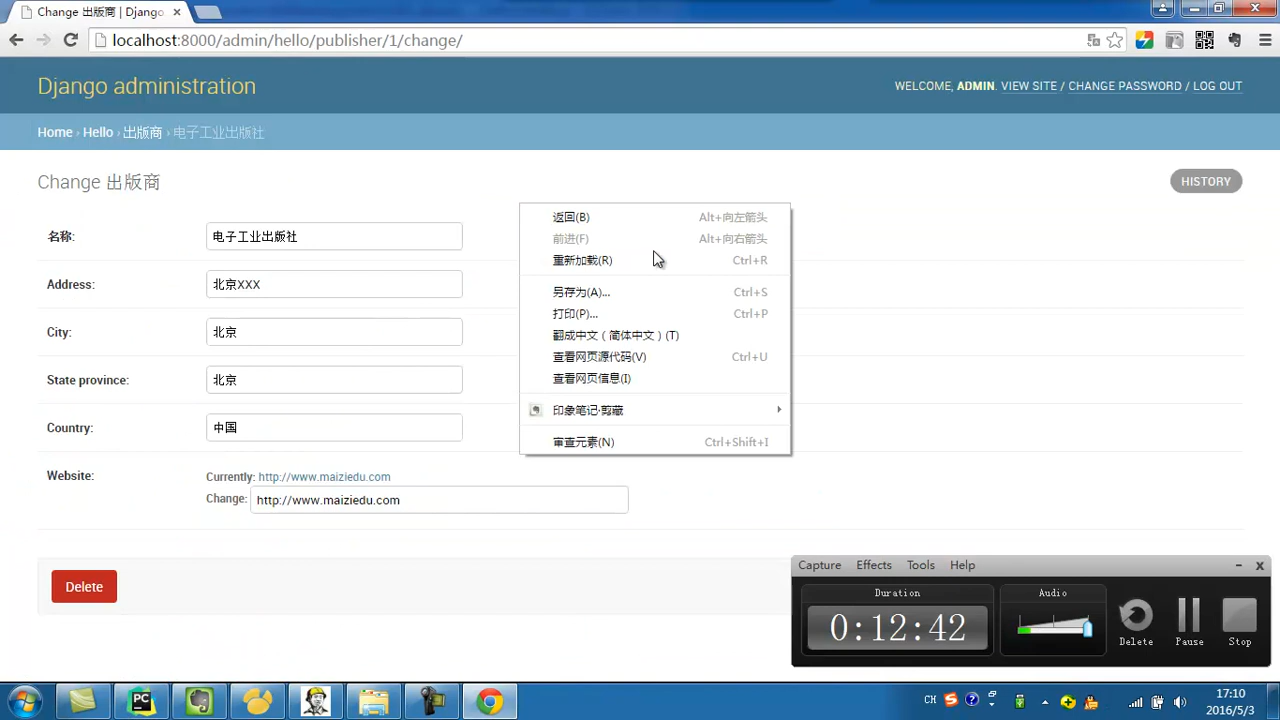 Change 出版商 | Django
localhost:8000/admin/hello/publisher/1/change/
Django administration
WELCOME, ADMIN. VIEW SITE / CHANGE PASSWORD / LOG OUT
Home › Hello › 出版商 › 电子工业出版社
Change 出版商
HISTORY
名称: 电子工业出版社
Address: 北京XXX
City: 北京
State province: 北京
Country: 中国
Website: Currently: http://www.maiziedu.com
Change: http://www.maiziedu.com
Delete
返回(B) Alt+向左箭头
前进(F) Alt+向右箭头
重新加载(R) Ctrl+R
另存为(A)... Ctrl+S
打印(P)... Ctrl+P
翻成中文（简体中文）(T)
查看网页源代码(V) Ctrl+U
查看网页信息(I)
印象笔记·剪藏
审查元素(N) Ctrl+Shift+I
Capture Effects Tools Help
Duration
0:12:42
Audio
Delete
Pause
Stop
PC
CH
17:10
2016/5/3